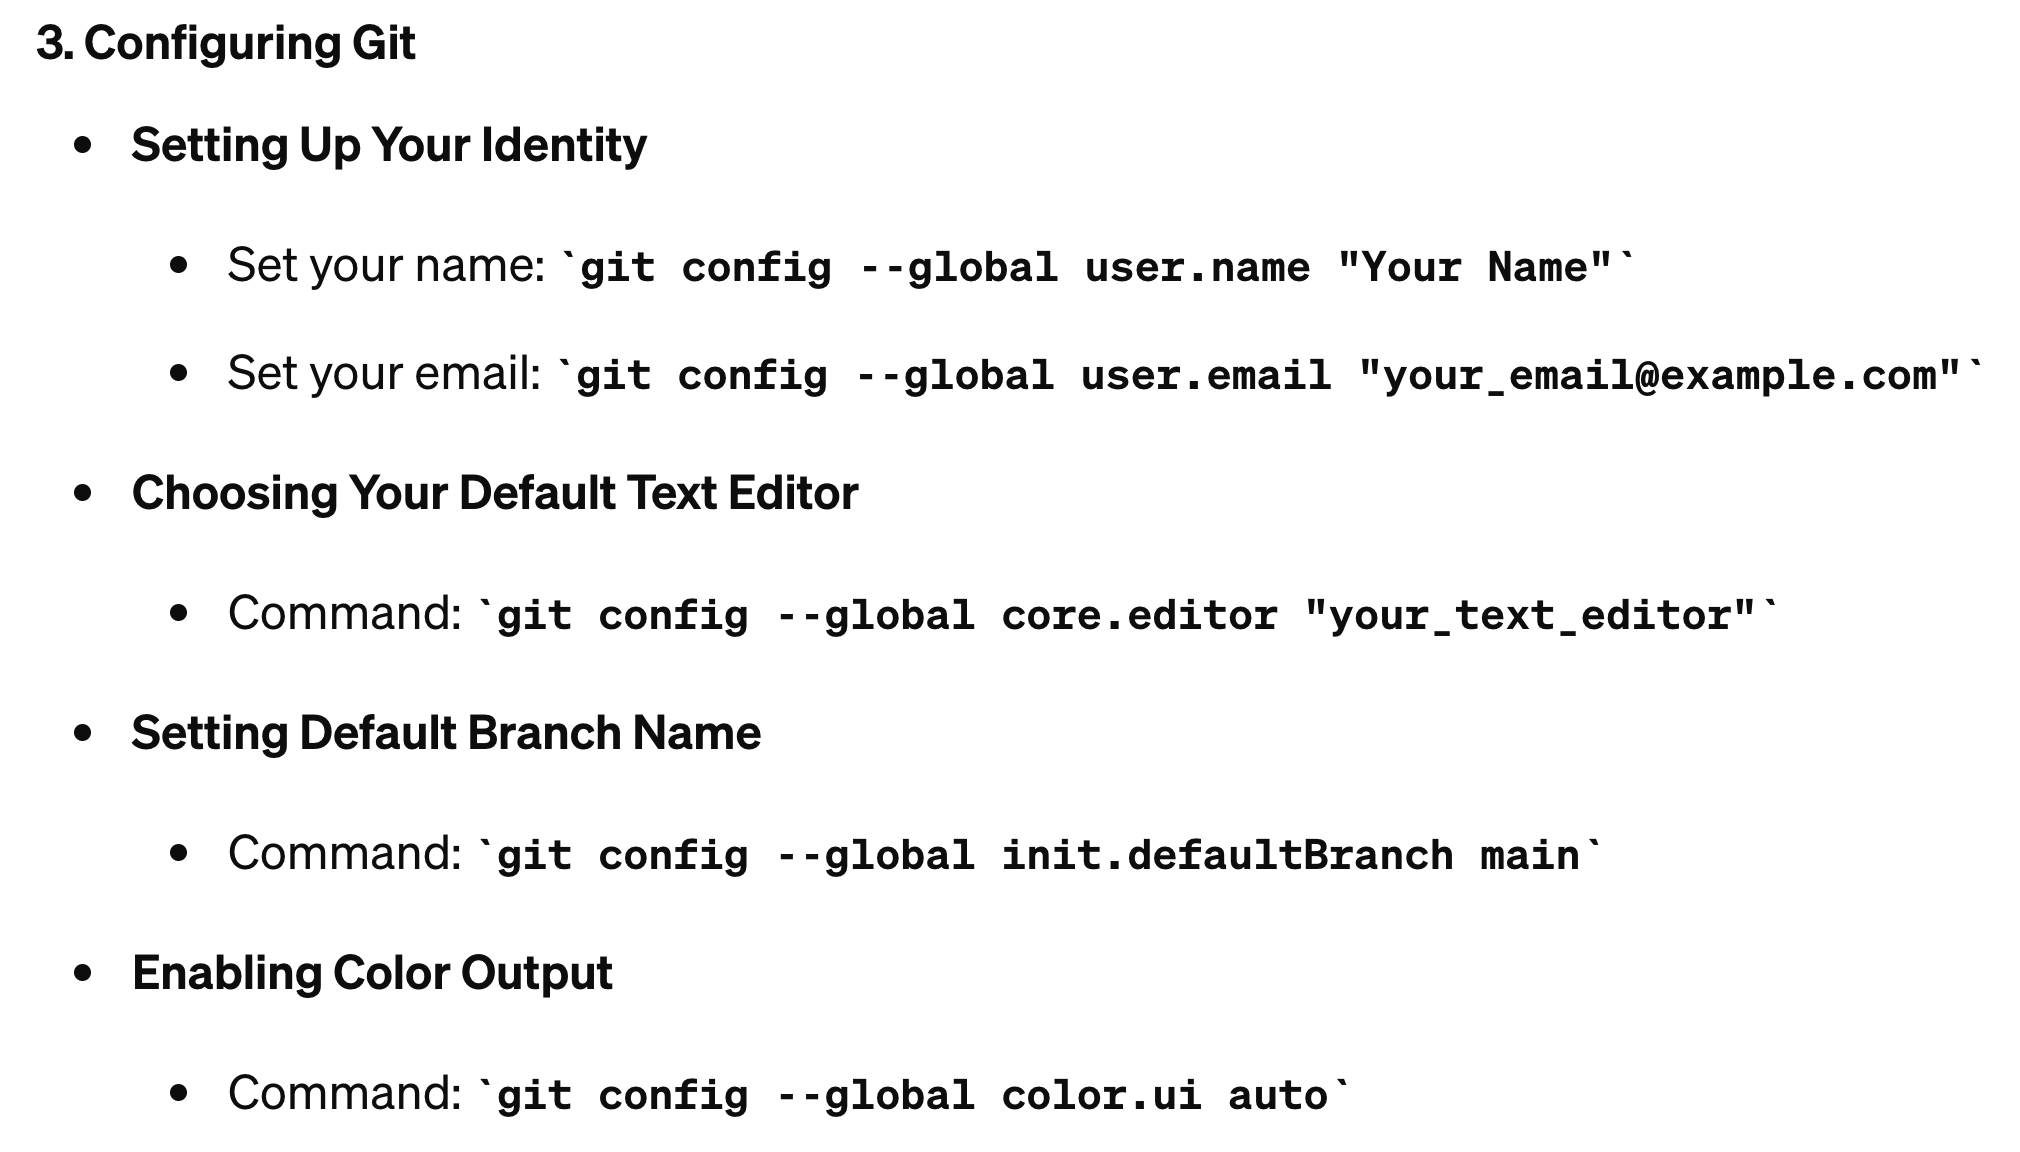 3. Configuring Git
• Setting Up Your Identity
• Set your name: `git config --global user.name "Your Name"`
• Set your email: `git config --global user.email "your_email@example.com"`
• Choosing Your Default Text Editor
• Command: `git config --global core.editor "your_text_editor"`
• Setting Default Branch Name
• Command: `git config --global init.defaultBranch main`
• Enabling Color Output
• Command: `git config --global color.ui auto`